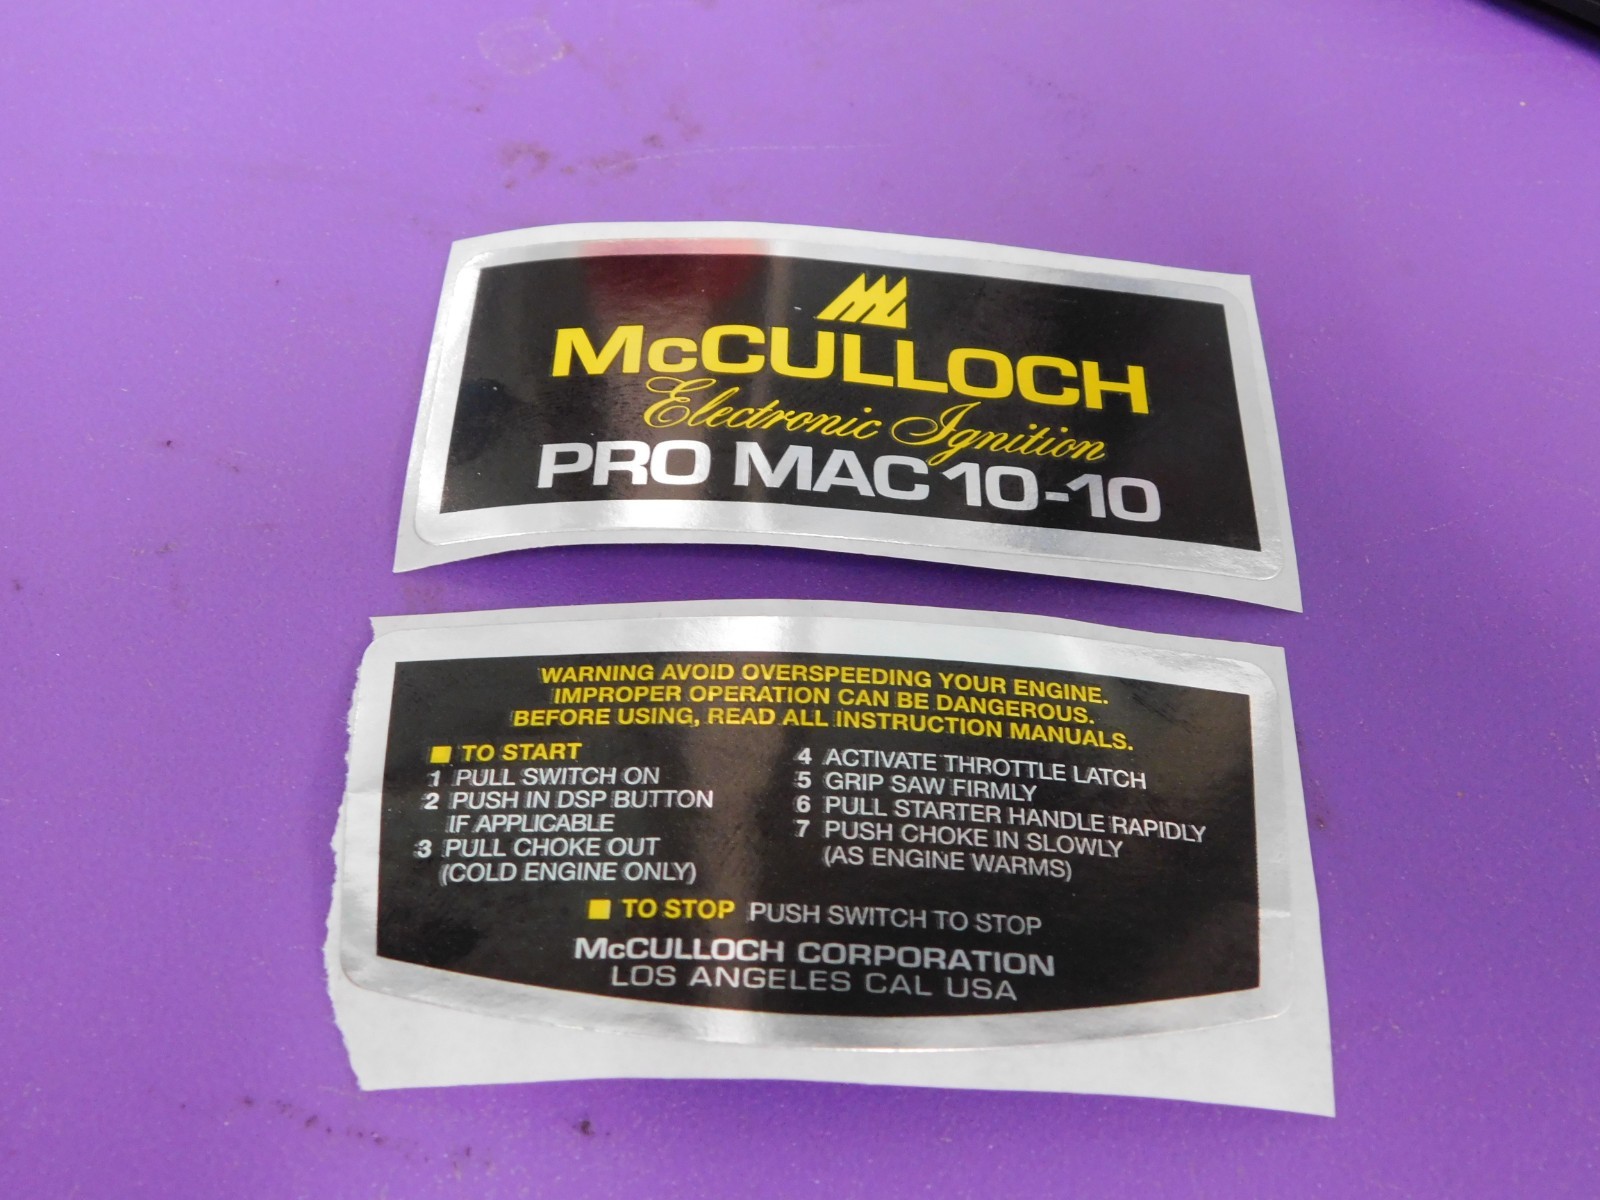 McCULLOCH
Electronic Ignition
PRO MAC 10-10
WARNING AVOID OVERSPEEDING YOUR ENGINE.
IMPROPER OPERATION CAN BE DANGEROUS.
BEFORE USING, READ ALL INSTRUCTION MANUALS.
TO START
1 PULL SWITCH ON
2 PUSH IN DSP BUTTON
IF APPLICABLE
3 PULL CHOKE OUT
(COLD ENGINE ONLY)
4 ACTIVATE THROTTLE LATCH
5 GRIP SAW FIRMLY
6 PULL STARTER HANDLE RAPIDLY
7 PUSH CHOKE IN SLOWLY
(AS ENGINE WARMS)
TO STOP PUSH SWITCH TO STOP
McCULLOCH CORPORATION
LOS ANGELES CAL USA